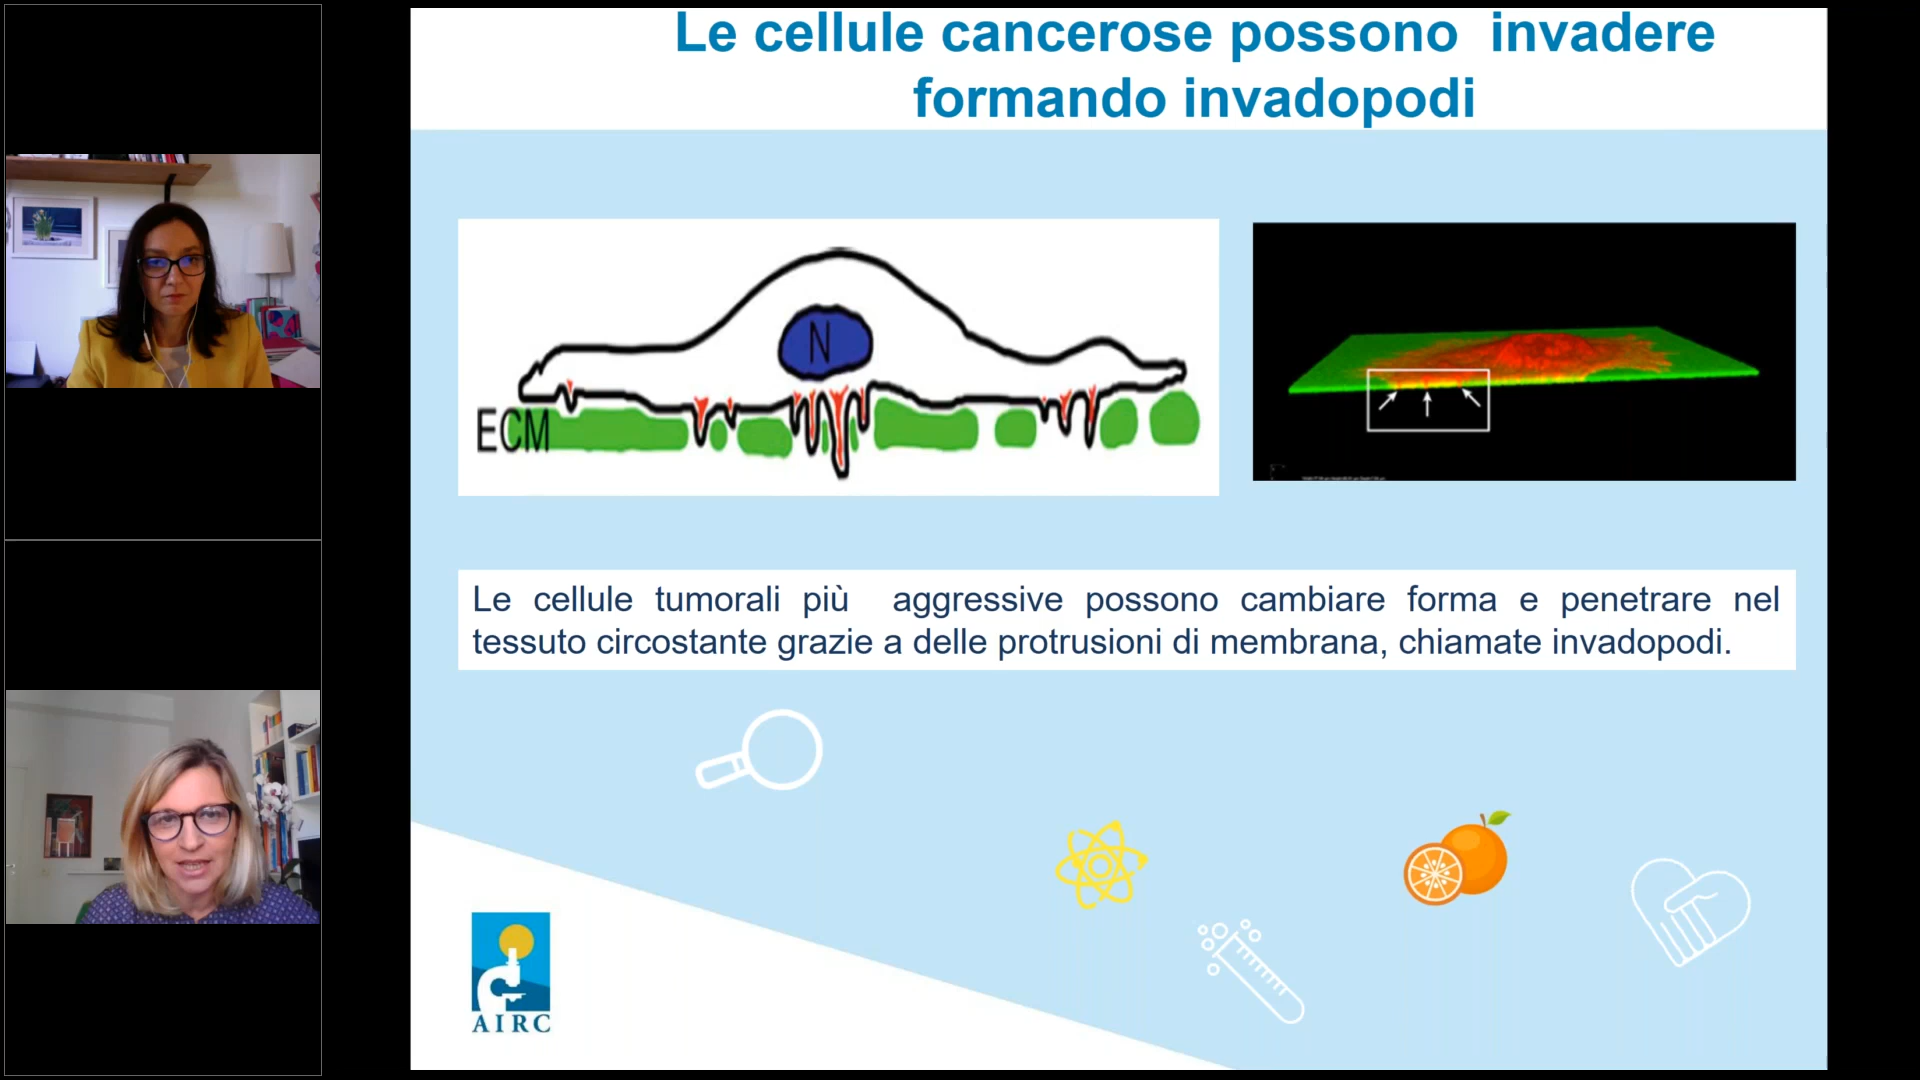 Le cellule cancerose possono invadere
formando invadopodi
N
ECM
Le cellule tumorali più aggressive possono cambiare forma e penetrare nel
tessuto circostante grazie a delle protrusioni di membrana, chiamate invadopodi.
AIRC